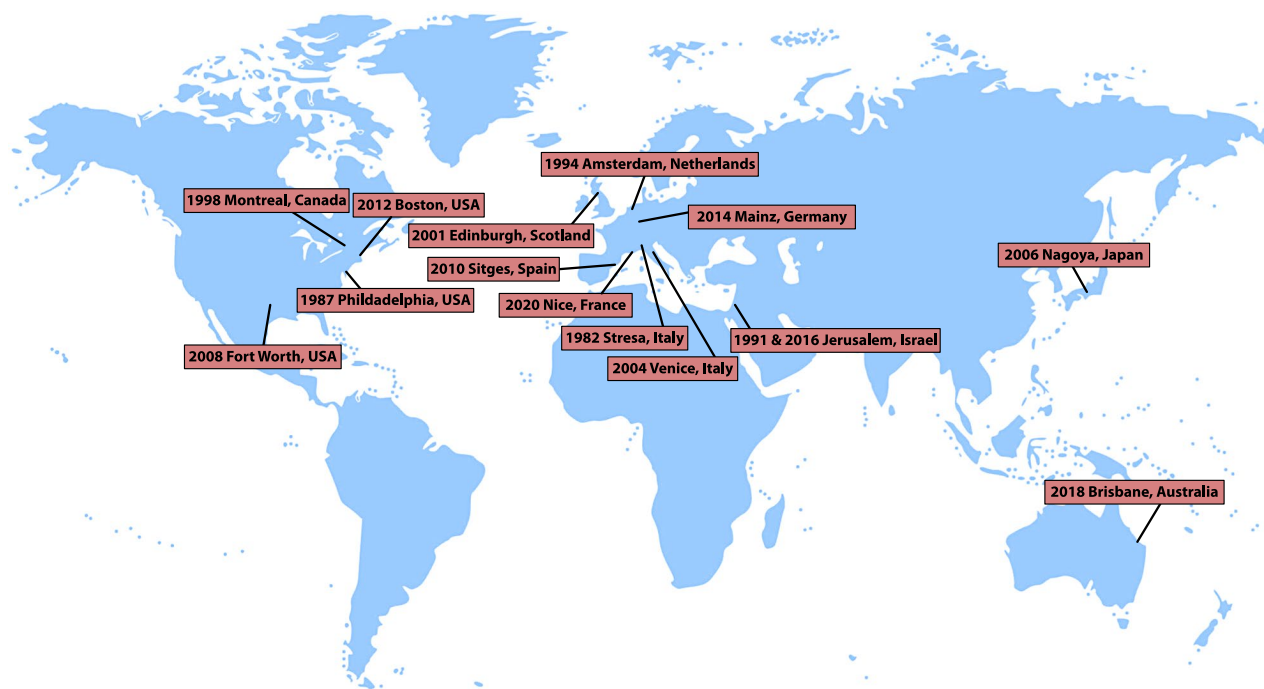 1994 Amsterdam, Netherlands
1998 Montreal, Canada
2012 Boston, USA
2014 Mainz, Germany
2001 Edinburgh, Scotland
2006 Nagoya, Japan
2010 Sitges, Spain
1987 Phildadelphia, USA
2020 Nice, France
1982 Stresa, Italy
1991 & 2016 Jerusalem, Israel
2008 Fort Worth, USA
2004 Venice, Italy
2018 Brisbane, Australia